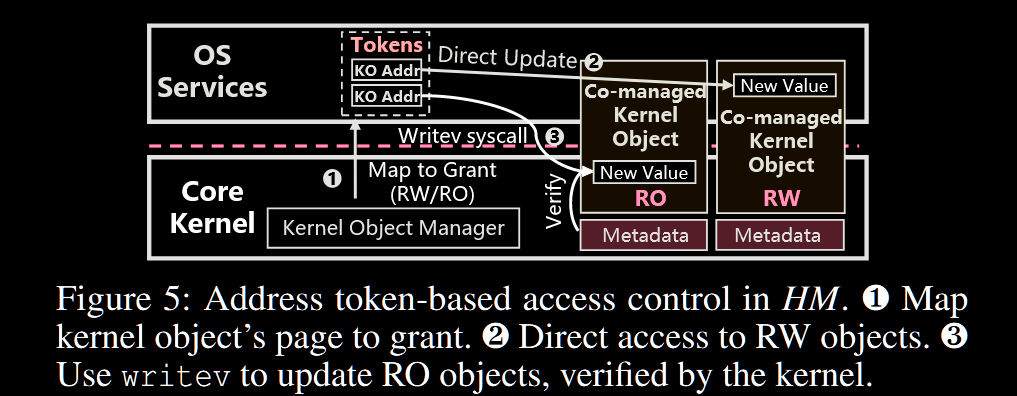 OS
Services
Tokens
KO Addr
KO Addr
Direct Update ❷
New Value
Co-managed
Kernel
Object
Co-managed
Kernel
Object
Writev syscall ❸
❶
Map to Grant
(RW/RO)
Core
Kernel
Kernel Object Manager
Verify
New Value
RO
RW
Metadata
Metadata
Figure 5: Address token-based access control in HM. ❶ Map
kernel object's page to grant. ❷ Direct access to RW objects. ❸
Use writev to update RO objects, verified by the kernel.